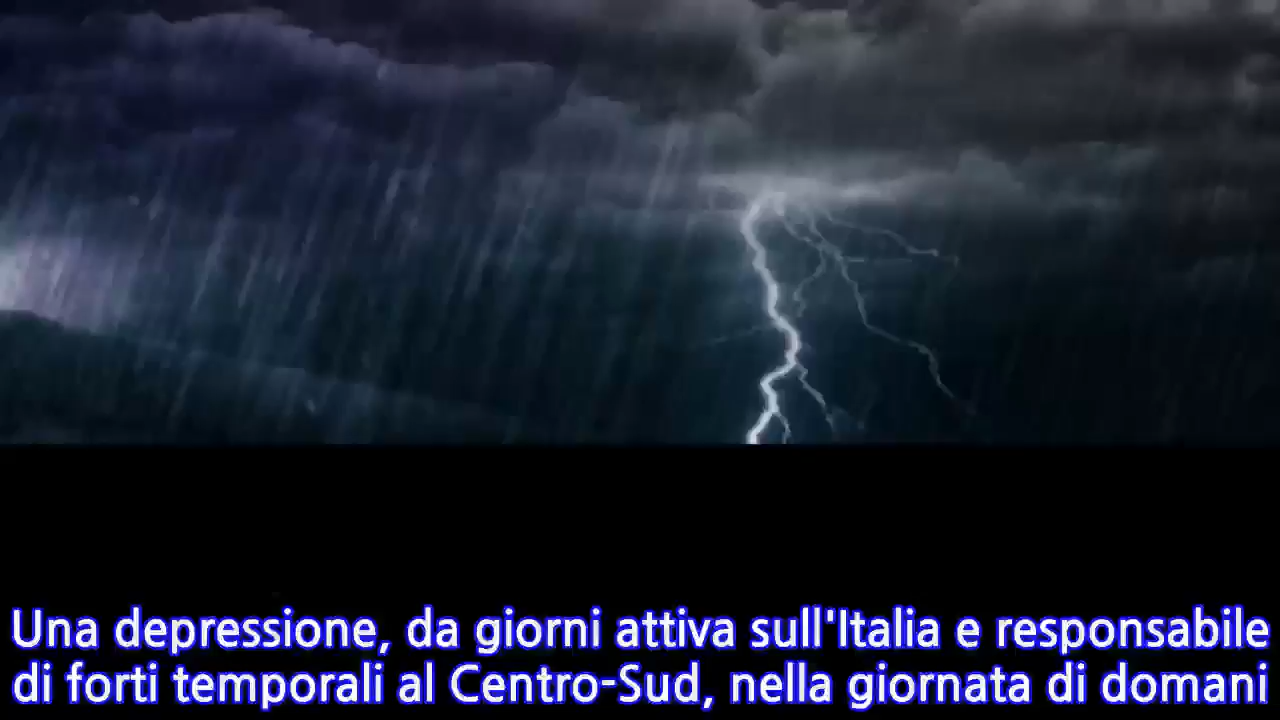 Una depressione, da giorni attiva sull'Italia e responsabile
di forti temporali al Centro-Sud, nella giornata di domani